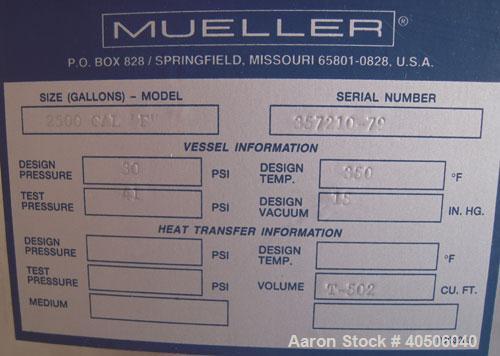 MUELLER®
P.O. BOX 828 / SPRINGFIELD, MISSOURI 65801-0828, U.S.A.
SIZE (GALLONS) – MODEL SERIAL NUMBER
2500 GAL "F" 357210-79
VESSEL INFORMATION
DESIGN PRESSURE 30 PSI DESIGN TEMP. 350 °F
TEST PRESSURE 41 PSI DESIGN VACUUM 15 IN. HG.
HEAT TRANSFER INFORMATION
DESIGN PRESSURE PSI DESIGN TEMP. °F
TEST PRESSURE PSI VOLUME T-502 CU. FT.
MEDIUM
Aaron Stock # 40506040